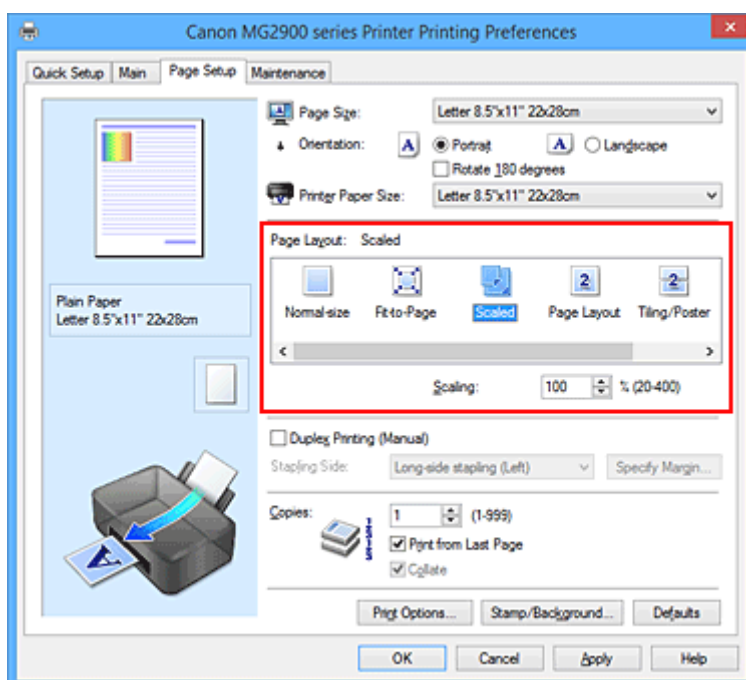 Canon MG2900 series Printer Printing Preferences
Quick Setup Main Page Setup Maintenance
Page Size: Letter 8.5"x11" 22x28cm
Orientation: A Portrait A Landscape
Rotate 180 degrees
Printer Paper Size: Letter 8.5"x11" 22x28cm
Page Layout: Scaled
2 2
Normal-size Fit-to-Page Scaled Page Layout Tiling/Poster
Scaling: 100 % (20-400)
Plain Paper
Letter 8.5"x11" 22x28cm
Duplex Printing (Manual)
Stapling Side: Long-side stapling (Left) Specify Margin...
Copies: 1 (1-999)
Print from Last Page
Collate
A
Print Options... Stamp/Background... Defaults
OK Cancel Apply Help